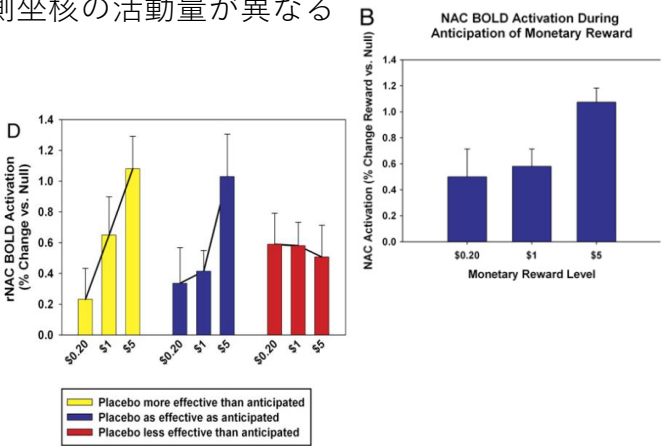 側坐核の活動量が異なる
B
NAC BOLD Activation During
Anticipation of Monetary Reward
NAC Activation (% Change Reward vs. Null)
1.4
1.2
1.0
0.8
0.6
0.4
0.2
0.0
$0.20
$1
$5
Monetary Reward Level
D
rNAC BOLD Activation
(% Change vs. Null)
1.4
1.2
1.0
0.8
0.6
0.4
0.2
0.0
$0.20
$1
$5
$0.20
$1
$5
$0.20
$1
$5
Placebo more effective than anticipated
Placebo as effective as anticipated
Placebo less effective than anticipated